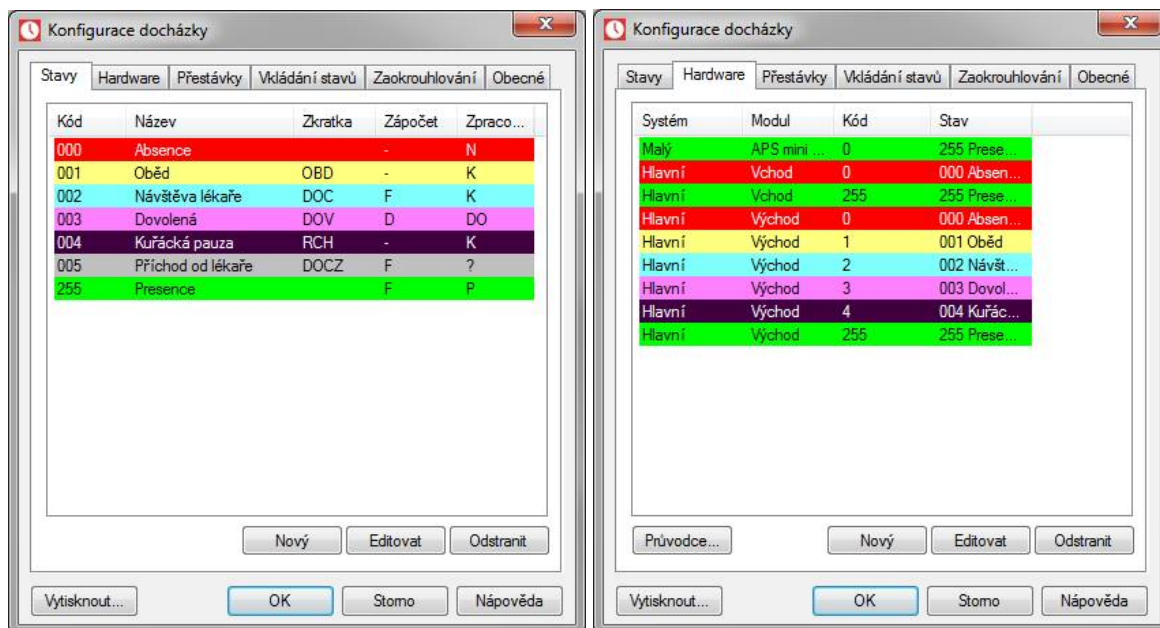 Konfigurace docházky
Stavy Hardware Přestávky Vkládání stavů Zaokrouhlování Obecné
Kód Název Zkratka Zápočet Zpraco...
000 Absence - N
001 Oběd OBD - K
002 Návštěva lékaře DOC F K
003 Dovolená DOV D DO
004 Kuřácká pauza RCH - K
005 Příchod od lékaře DOCZ F ?
255 Presence F P
Nový Editovat Odstranit
Vytisknout... OK Storno Nápověda
Konfigurace docházky
Stavy Hardware Přestávky Vkládání stavů Zaokrouhlování Obecné
Systém Modul Kód Stav
Malý APS mini ... 0 255 Prese...
Hlavní Vchod 0 000 Absen...
Hlavní Vchod 255 255 Prese...
Hlavní Východ 0 000 Absen...
Hlavní Východ 1 001 Oběd
Hlavní Východ 2 002 Návšt...
Hlavní Východ 3 003 Dovol...
Hlavní Východ 4 004 Kuřác...
Hlavní Východ 255 255 Prese...
Průvodce... Nový Editovat Odstranit
Vytisknout... OK Storno Nápověda